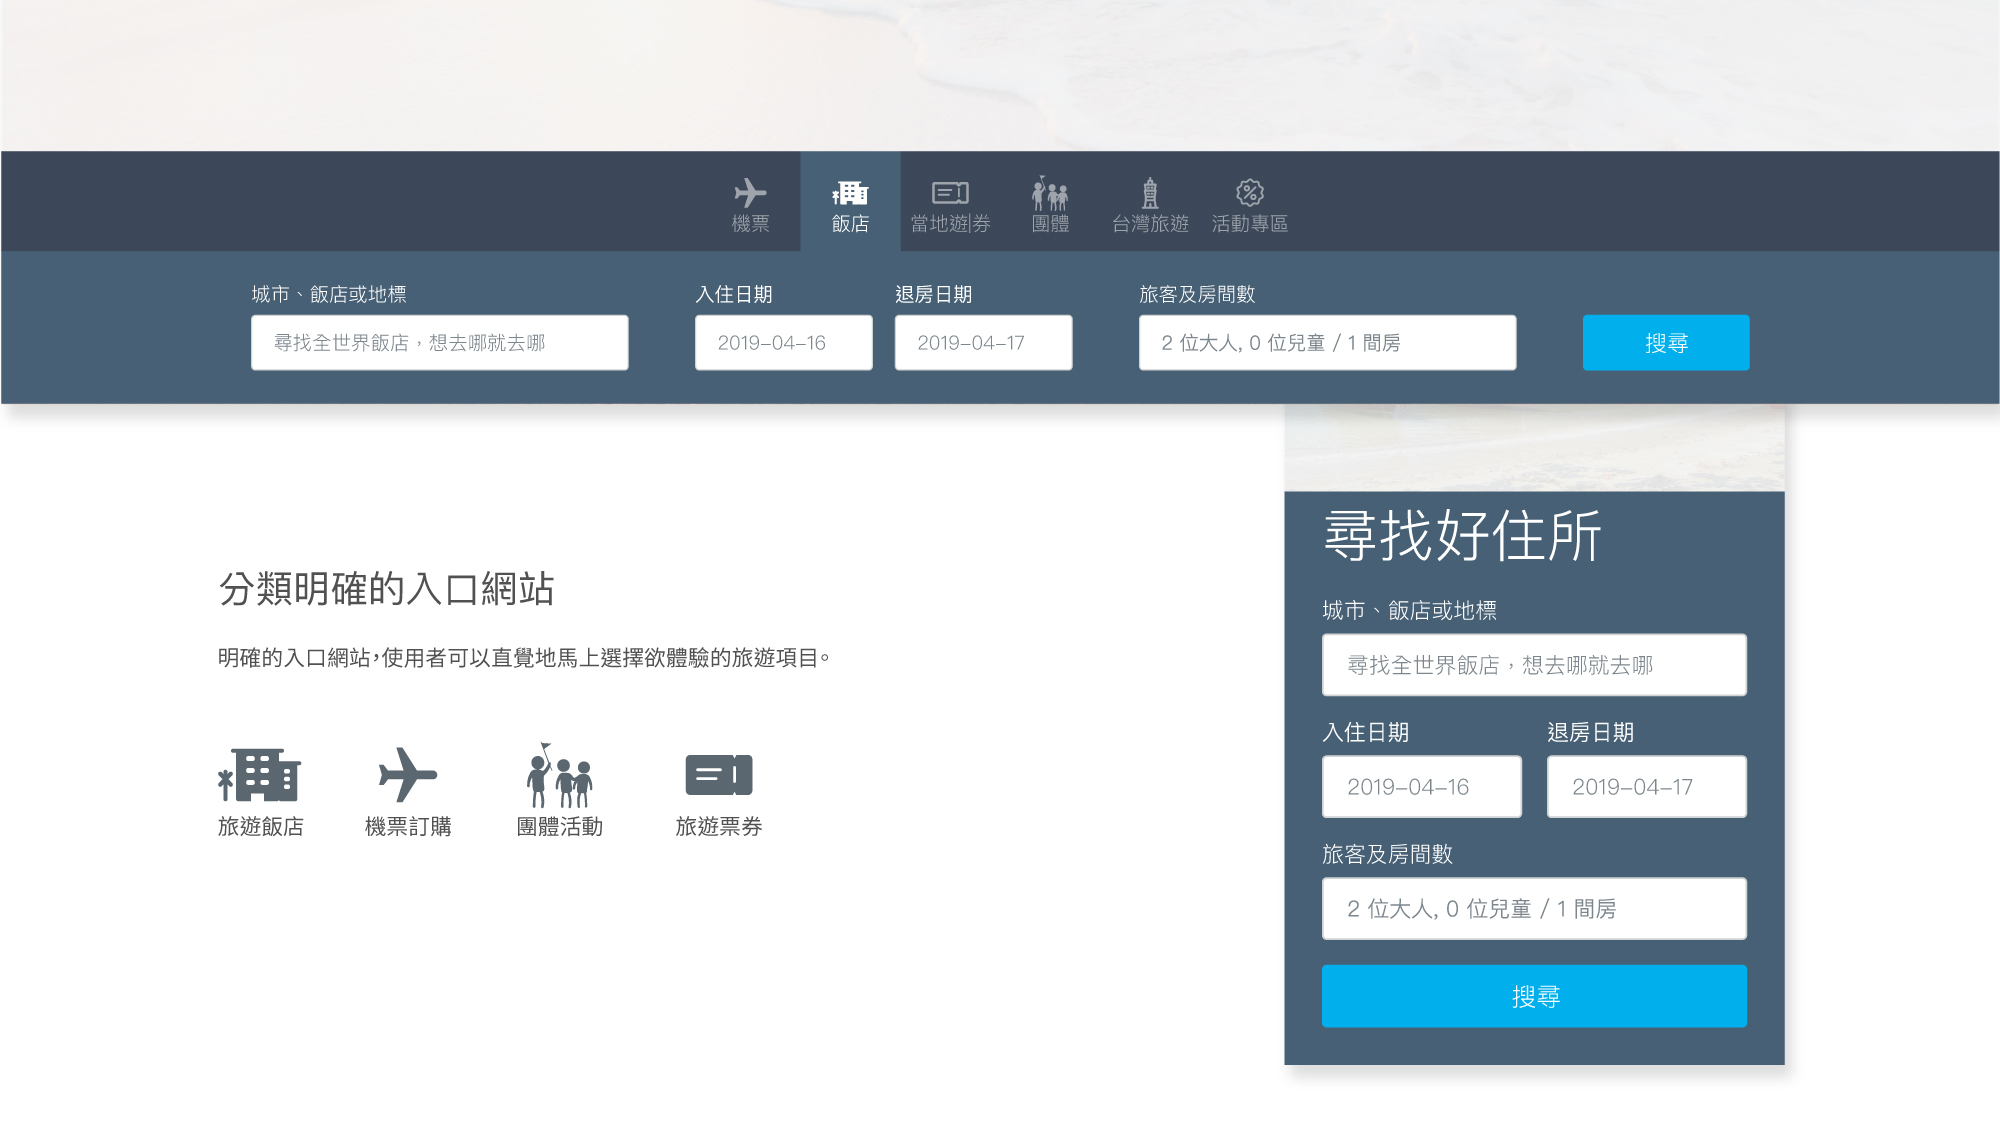 機票 飯店 當地遊|券 團體 台灣旅遊 活動專區
城市、飯店或地標 入住日期 退房日期 旅客及房間數
尋找全世界飯店，想去哪就去哪 2019-04-16 2019-04-17 2 位大人, 0 位兒童 / 1 間房 搜尋
分類明確的入口網站
明確的入口網站，使用者可以直覺地馬上選擇欲體驗的旅遊項目。
旅遊飯店 機票訂購 團體活動 旅遊票券
尋找好住所
城市、飯店或地標
尋找全世界飯店，想去哪就去哪
入住日期 退房日期
2019-04-16 2019-04-17
旅客及房間數
2 位大人, 0 位兒童 / 1 間房
搜尋